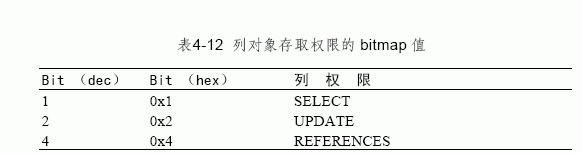 表4-12 列对象存取权限的 bitmap 值
Bit （dec） Bit （hex） 列 权 限
1 0x1 SELECT
2 0x2 UPDATE
4 0x4 REFERENCES